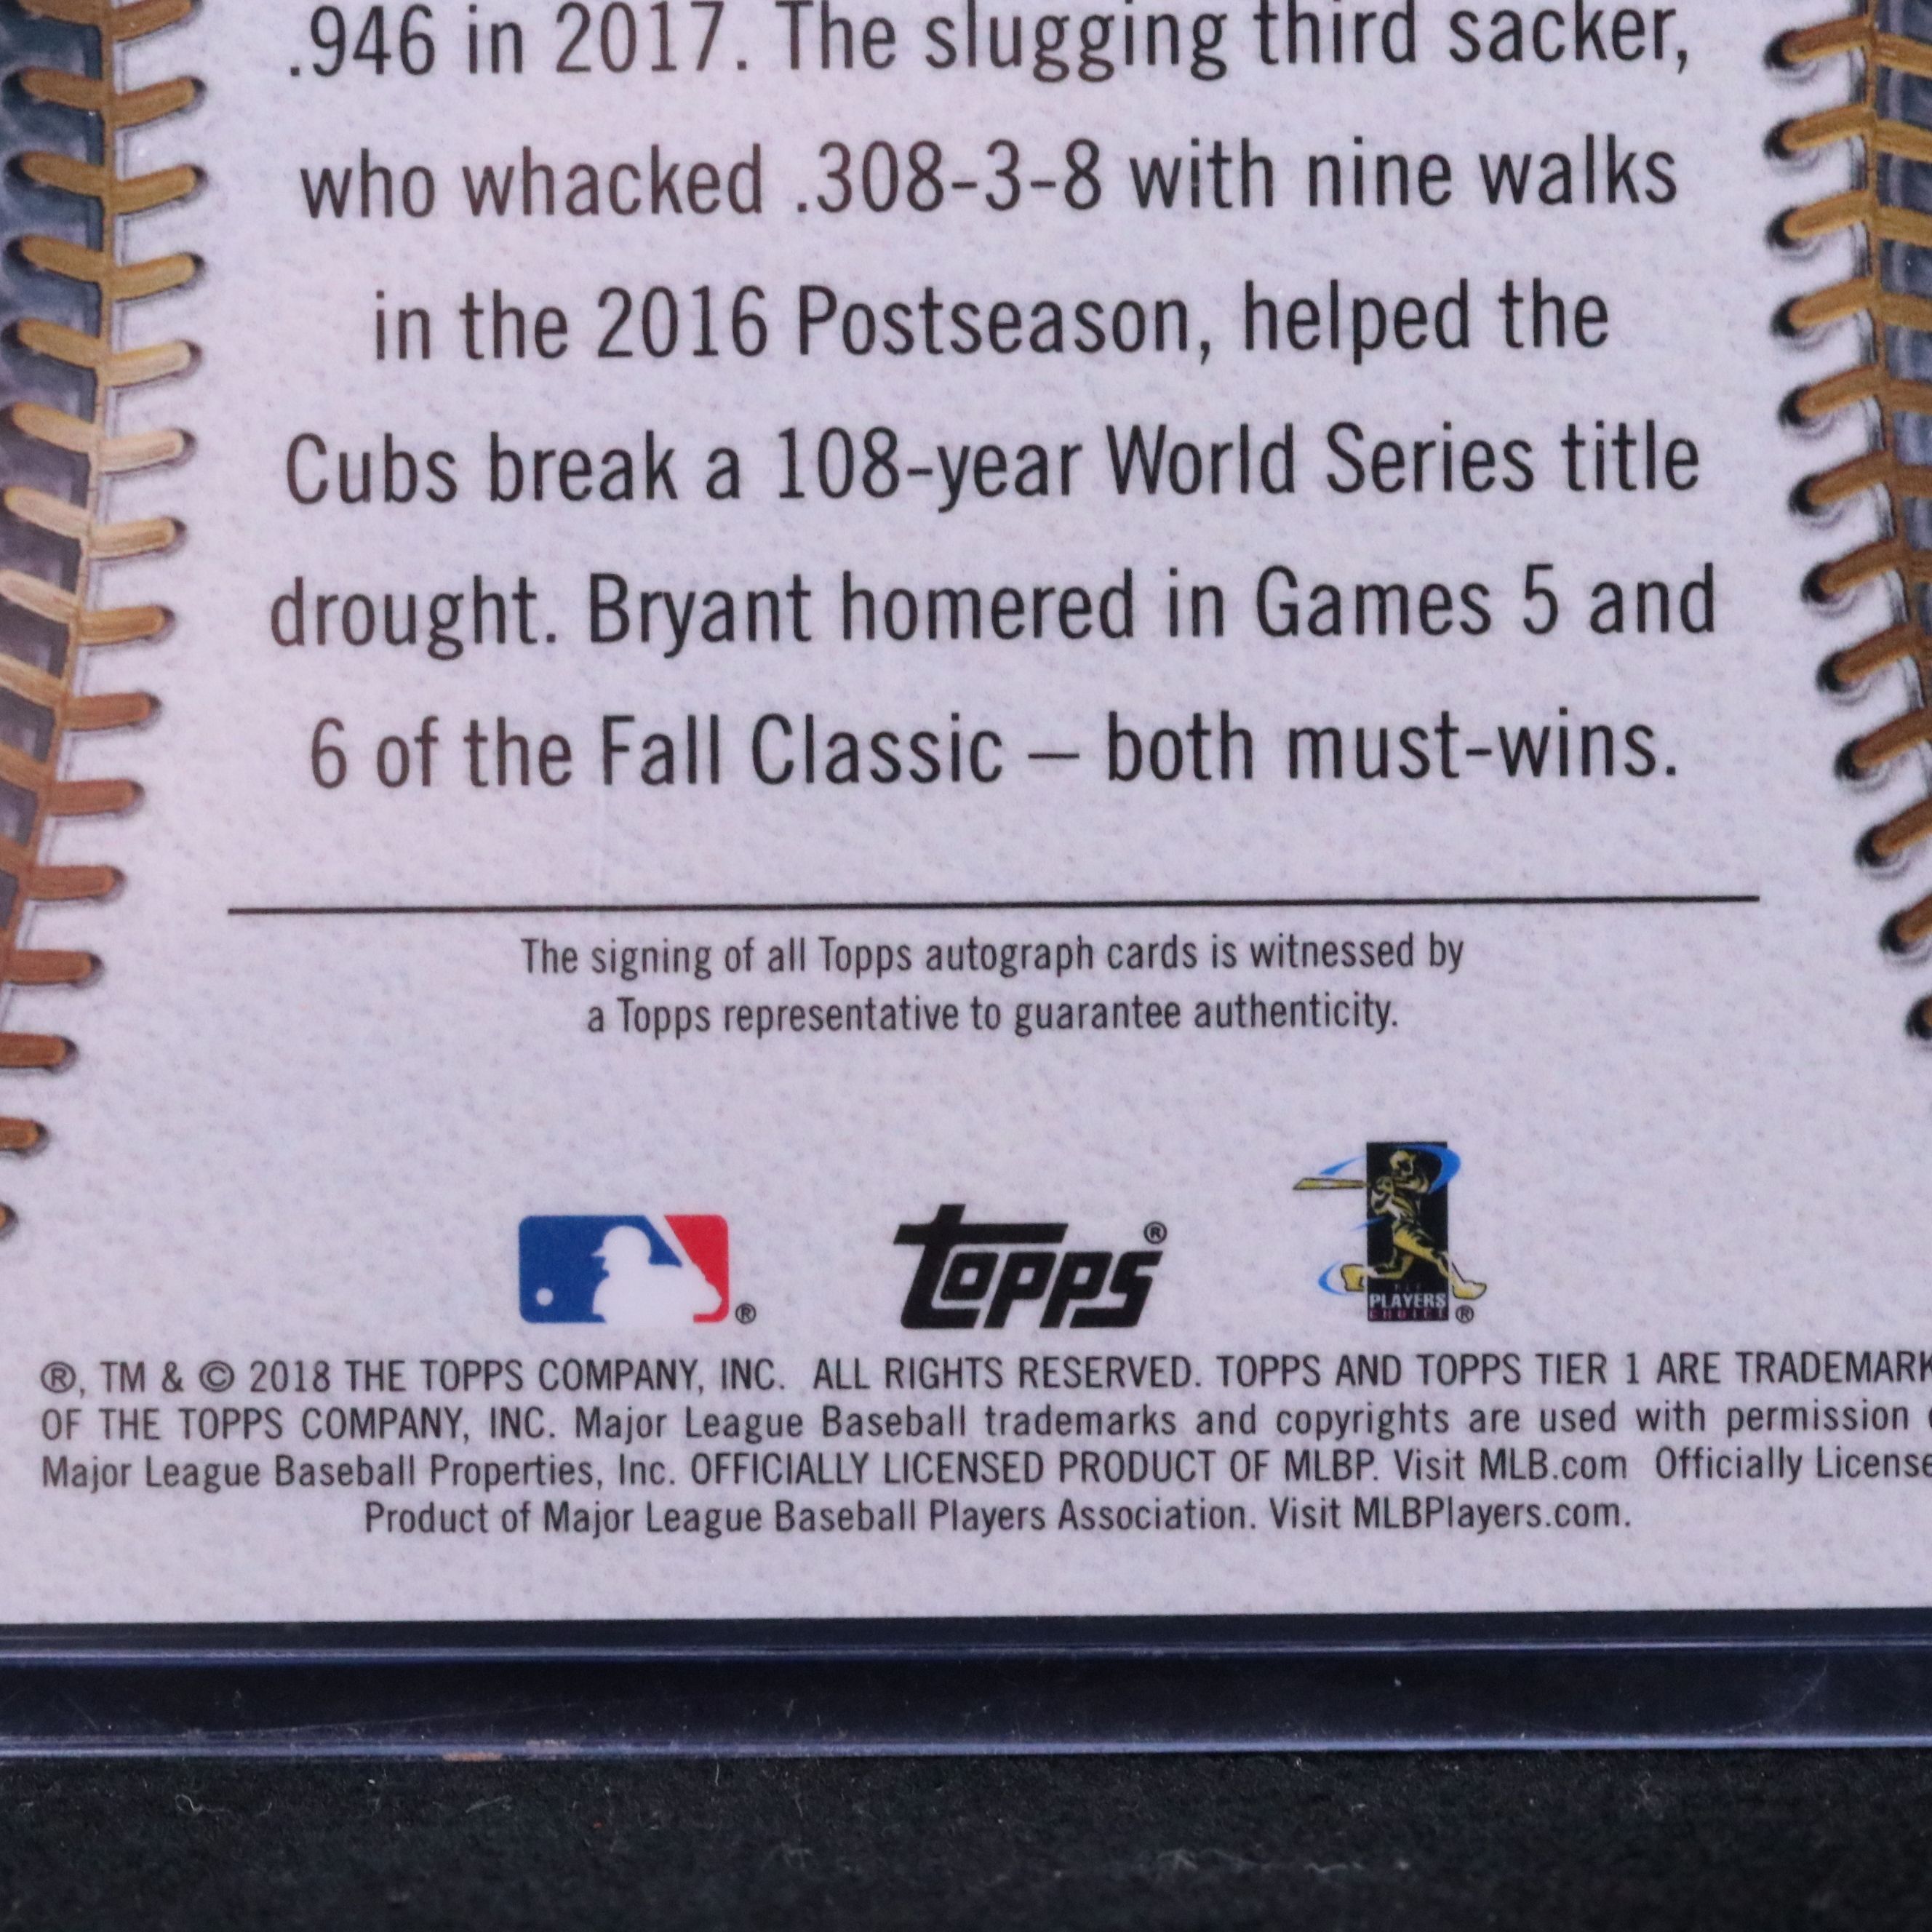 .946 in 2017. The slugging third sacker,
who whacked .308-3-8 with nine walks
in the 2016 Postseason, helped the
Cubs break a 108-year World Series title
drought. Bryant homered in Games 5 and
6 of the Fall Classic – both must-wins.
The signing of all Topps autograph cards is witnessed by
a Topps representative to guarantee authenticity.
®
topps®
PLAYERS
CHOICE ®
®, TM & © 2018 THE TOPPS COMPANY, INC. ALL RIGHTS RESERVED. TOPPS AND TOPPS TIER 1 ARE TRADEMARK
OF THE TOPPS COMPANY, INC. Major League Baseball trademarks and copyrights are used with permission
Major League Baseball Properties, Inc. OFFICIALLY LICENSED PRODUCT OF MLBP. Visit MLB.com Officially License
Product of Major League Baseball Players Association. Visit MLBPlayers.com.